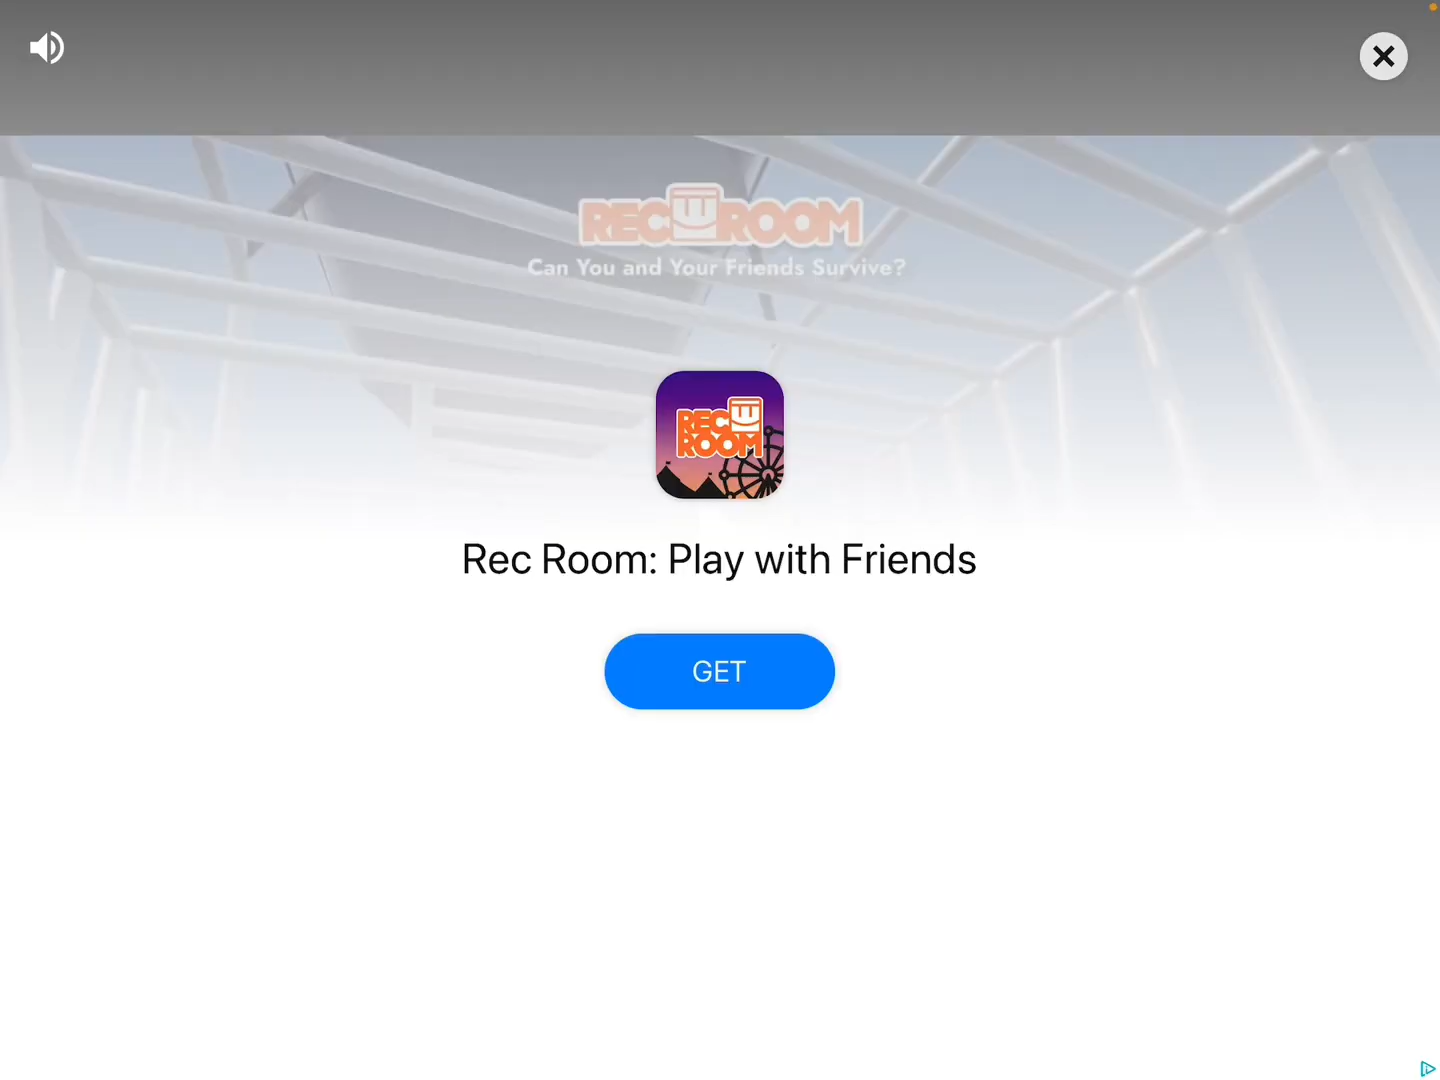 REC ROOM
Can You and Your Friends Survive?
REC
ROOM
Rec Room: Play with Friends
GET